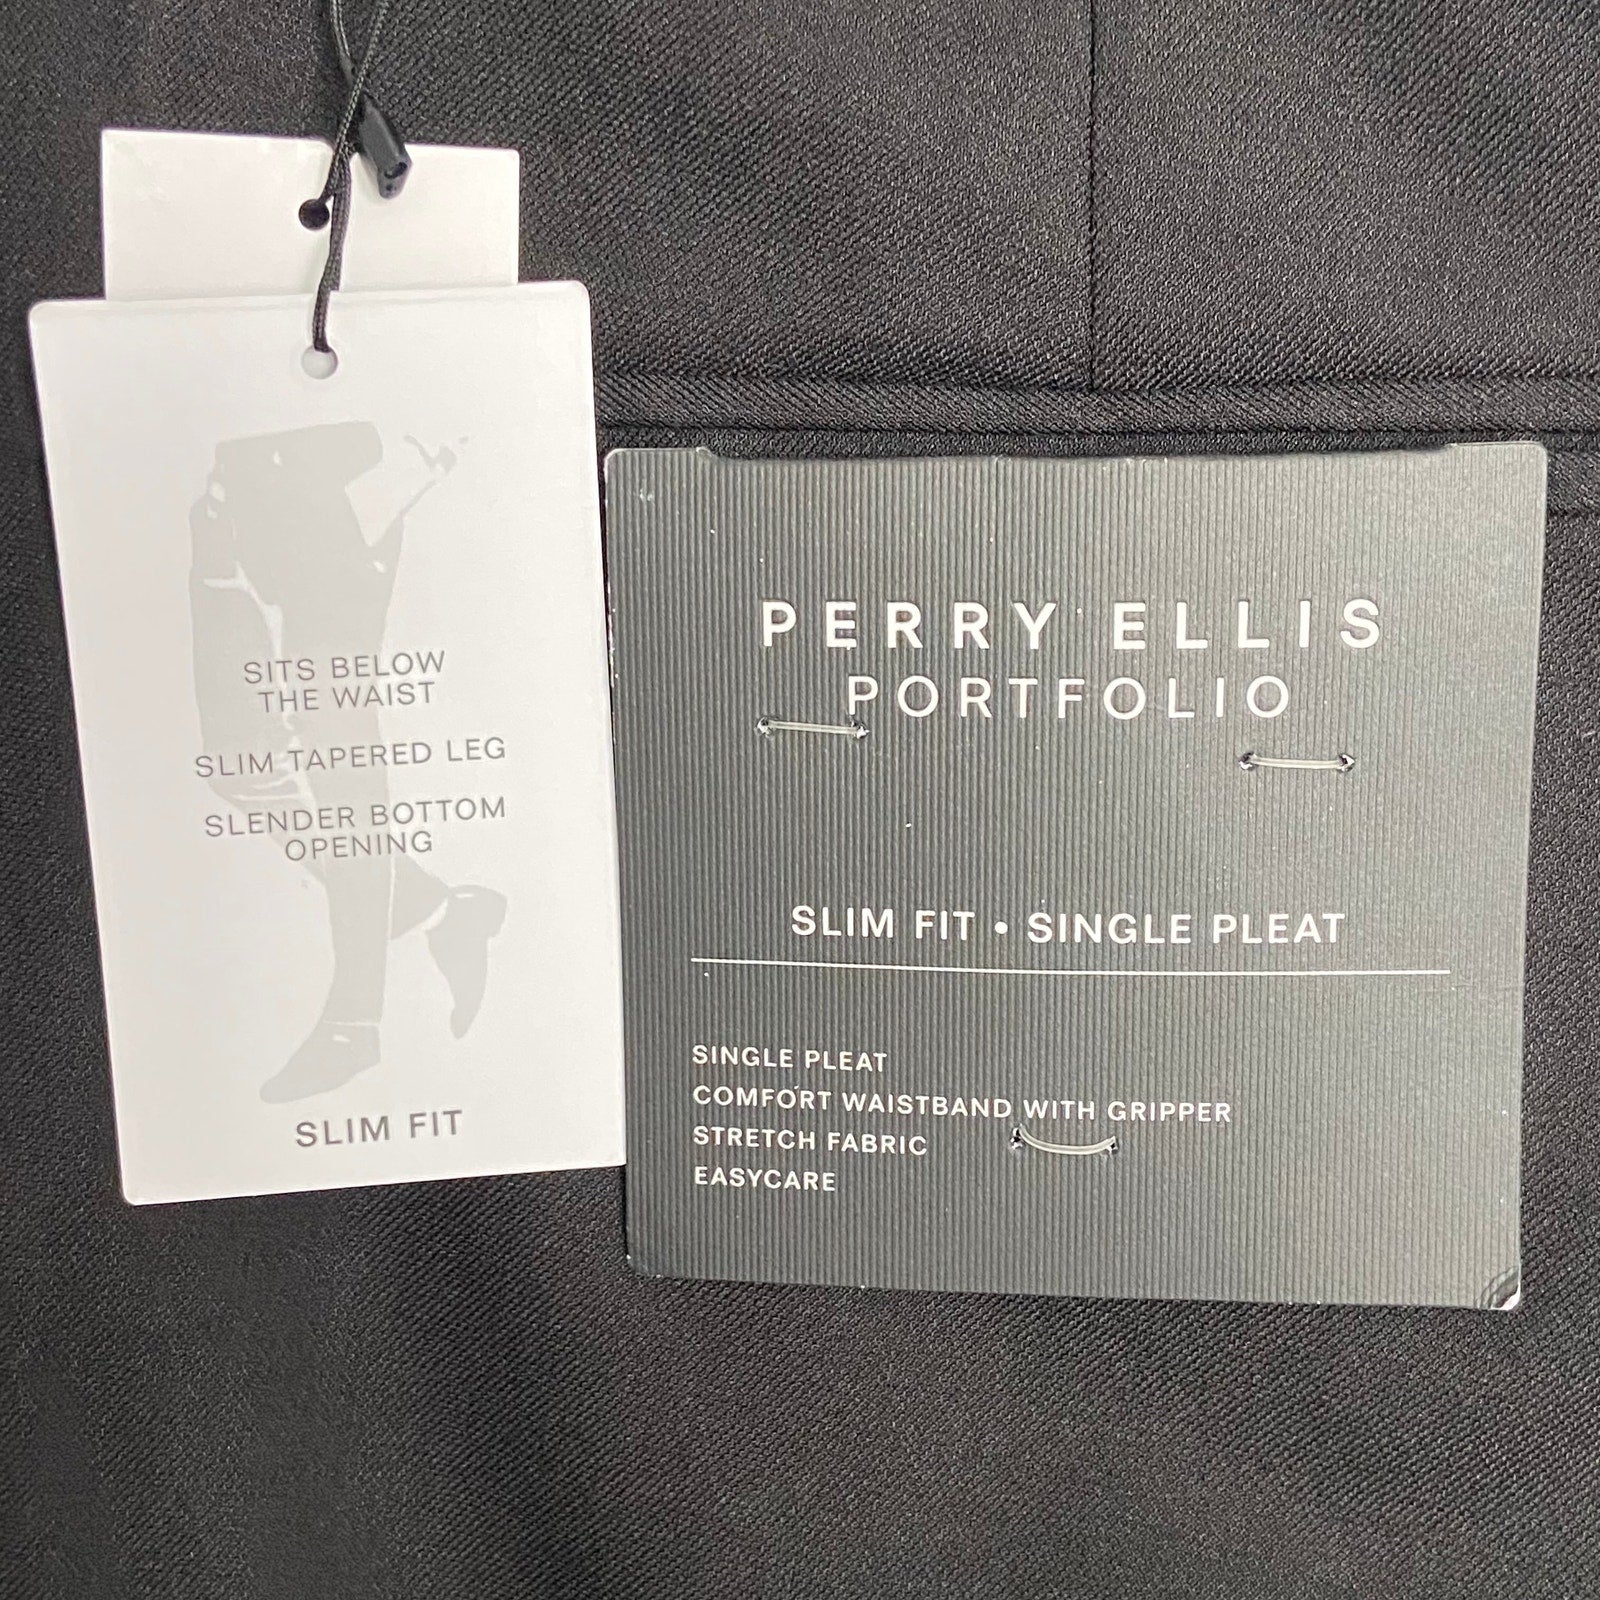 SITS BELOW
THE WAIST
SLIM TAPERED LEG
SLENDER BOTTOM
OPENING
SLIM FIT
PERRY ELLIS
PORTFOLIO
SLIM FIT • SINGLE PLEAT
SINGLE PLEAT
COMFORT WAISTBAND WITH GRIPPER
STRETCH FABRIC
EASYCARE